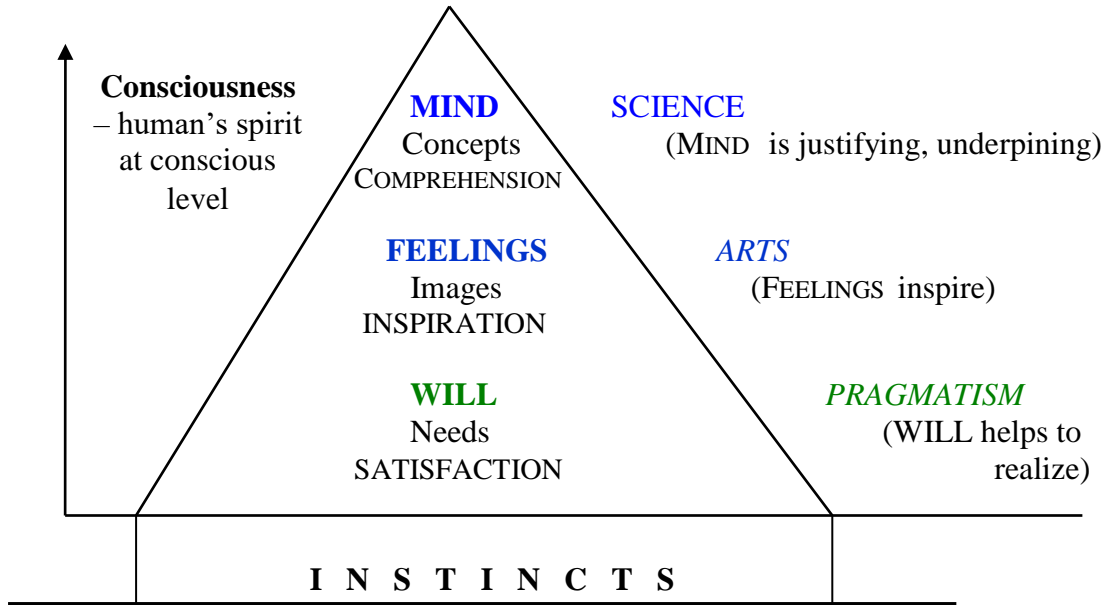 Consciousness
– human's spirit
at conscious
level
MIND
Concepts
COMPREHENSION
SCIENCE
(MIND is justifying, underpining)
FEELINGS
Images
INSPIRATION
ARTS
(FEELINGS inspire)
WILL
Needs
SATISFACTION
PRAGMATISM
(WILL helps to
realize)
I N S T I N C T S